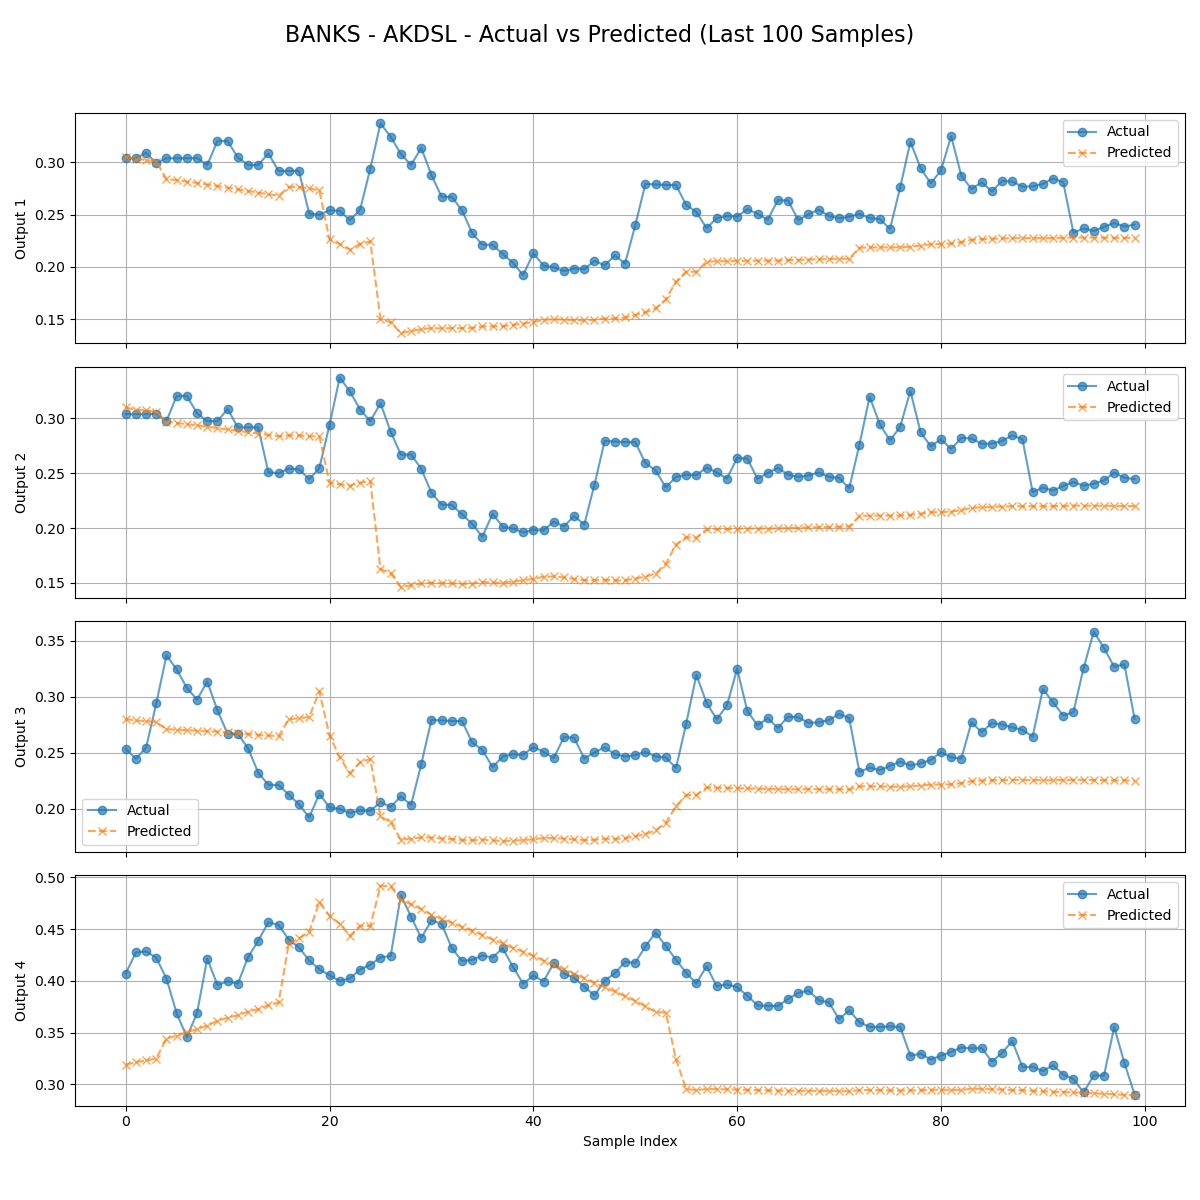 BANKS - AKDSL - Actual vs Predicted (Last 100 Samples)
Output 1
0.30
0.25
0.20
0.15
Actual
Predicted
Output 2
0.30
0.25
0.20
0.15
Actual
Predicted
Output 3
0.35
0.30
0.25
0.20
Actual
Predicted
Output 4
0.50
0.45
0.40
0.35
0.30
Actual
Predicted
0 20 40 60 80 100
Sample Index